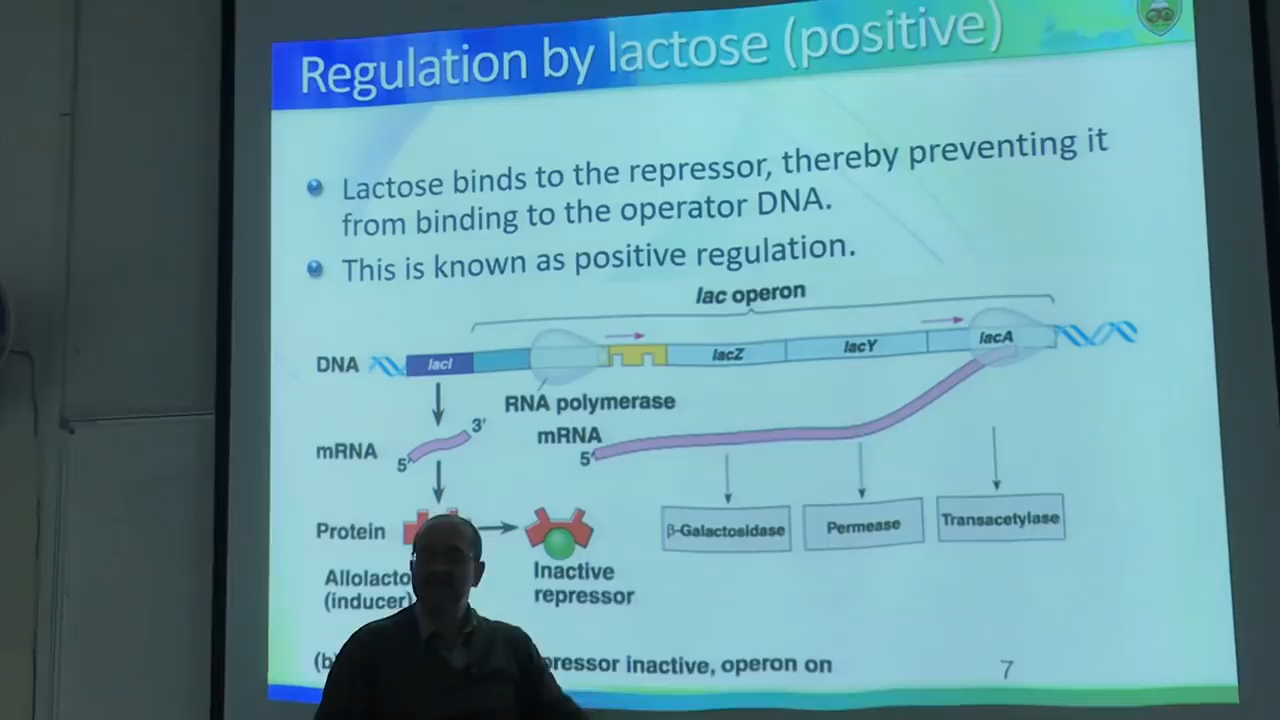 Regulation by lactose (positive)
Lactose binds to the repressor, thereby preventing it
from binding to the operator DNA.
This is known as positive regulation.
lac operon
DNA
lacI
lacZ
lacY
lacA
RNA polymerase
mRNA
5'
3'
mRNA
5'
Protein
β-Galactosidase
Permease
Transacetylase
(inducer)
Inactive
repressor
inactive, operon on
7